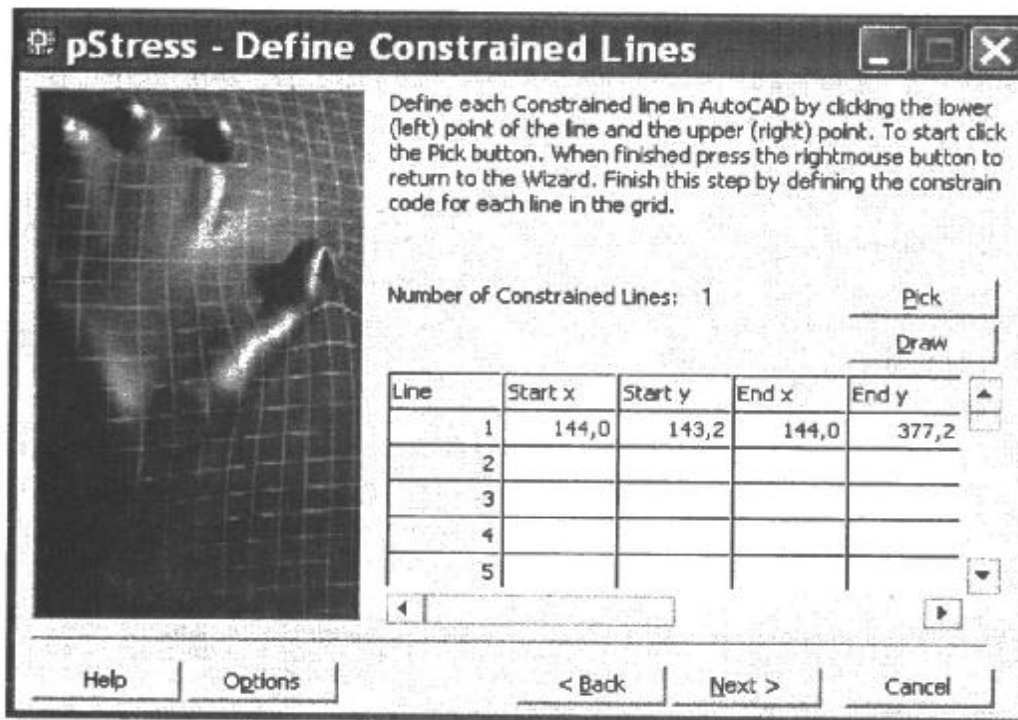 pStress - Define Constrained Lines
Define each Constrained line in AutoCAD by clicking the lower
(left) point of the line and the upper (right) point. To start click
the Pick button. When finished press the rightmouse button to
return to the Wizard. Finish this step by defining the constrain
code for each line in the grid.
Number of Constrained Lines: 1
Pick
Draw
Line Start x Start y End x End y
1 144,0 143,2 144,0 377,2
2
3
4
5
Help Options < Back Next > Cancel